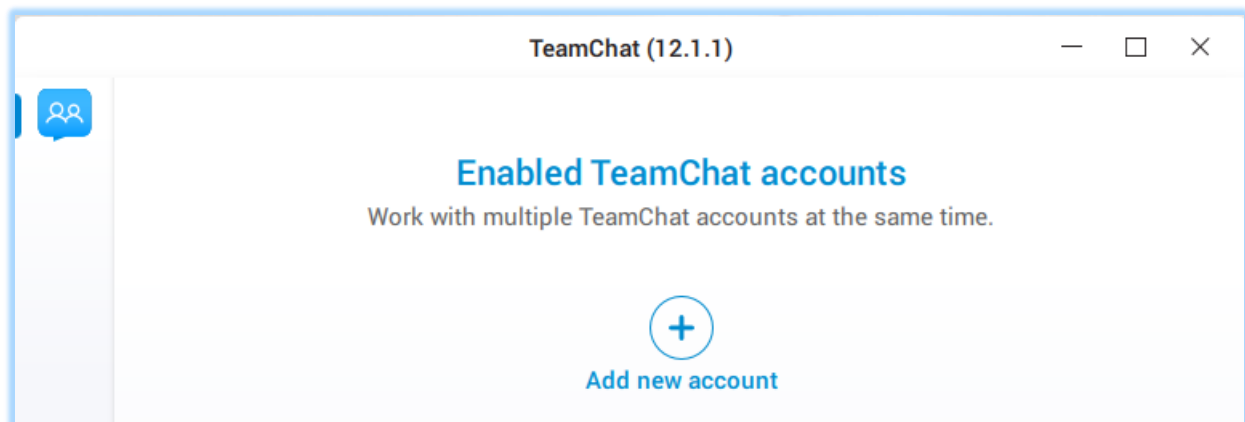 TeamChat (12.1.1)
Enabled TeamChat accounts
Work with multiple TeamChat accounts at the same time.
Add new account